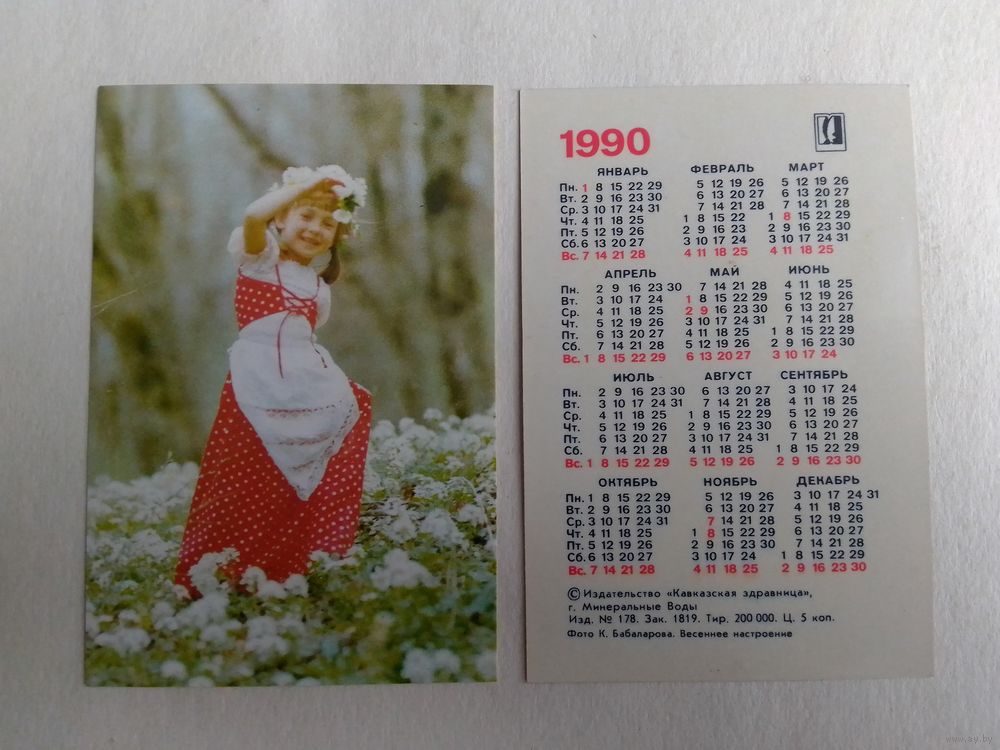 1990
ЯНВАРЬ ФЕВРАЛЬ МАРТ
Пн. 1 8 15 22 29 5 12 19 26 5 12 19 26
Вт. 2 9 16 23 30 6 13 20 27 6 13 20 27
Ср. 3 10 17 24 31 7 14 21 28 7 14 21 28
Чт. 4 11 18 25 1 8 15 22 1 8 15 22 29
Пт. 5 12 19 26 2 9 16 23 2 9 16 23 30
Сб. 6 13 20 27 3 10 17 24 3 10 17 24 31
Вс. 7 14 21 28 4 11 18 25 4 11 18 25
АПРЕЛЬ МАЙ ИЮНЬ
Пн. 2 9 16 23 30 7 14 21 28 4 11 18 25
Вт. 3 10 17 24 1 8 15 22 29 5 12 19 26
Ср. 4 11 18 25 2 9 16 23 30 6 13 20 27
Чт. 5 12 19 26 3 10 17 24 31 7 14 21 28
Пт. 6 13 20 27 4 11 18 25 1 8 15 22 29
Сб. 7 14 21 28 5 12 19 26 2 9 16 23 30
Вс. 1 8 15 22 29 6 13 20 27 3 10 17 24
ИЮЛЬ АВГУСТ СЕНТЯБРЬ
Пн. 2 9 16 23 30 6 13 20 27 3 10 17 24
Вт. 3 10 17 24 31 7 14 21 28 4 11 18 25
Ср. 4 11 18 25 1 8 15 22 29 5 12 19 26
Чт. 5 12 19 26 2 9 16 23 30 6 13 20 27
Пт. 6 13 20 27 3 10 17 24 31 7 14 21 28
Сб. 7 14 21 28 4 11 18 25 1 8 15 22 29
Вс. 1 8 15 22 29 5 12 19 26 2 9 16 23 30
ОКТЯБРЬ НОЯБРЬ ДЕКАБРЬ
Пн. 1 8 15 22 29 5 12 19 26 3 10 17 24 31
Вт. 2 9 16 23 30 6 13 20 27 4 11 18 25
Ср. 3 10 17 24 31 7 14 21 28 5 12 19 26
Чт. 4 11 18 25 1 8 15 22 29 6 13 20 27
Пт. 5 12 19 26 2 9 16 23 30 7 14 21 28
Сб. 6 13 20 27 3 10 17 24 1 8 15 22 29
Вс. 7 14 21 28 4 11 18 25 2 9 16 23 30
© Издательство «Кавказская здравница»,
г. Минеральные Воды
Изд. № 178. Зак. 1819. Тир. 200 000. Ц. 5 коп.
Фото К. Бабаларова. Весеннее настроение
www.ay.by